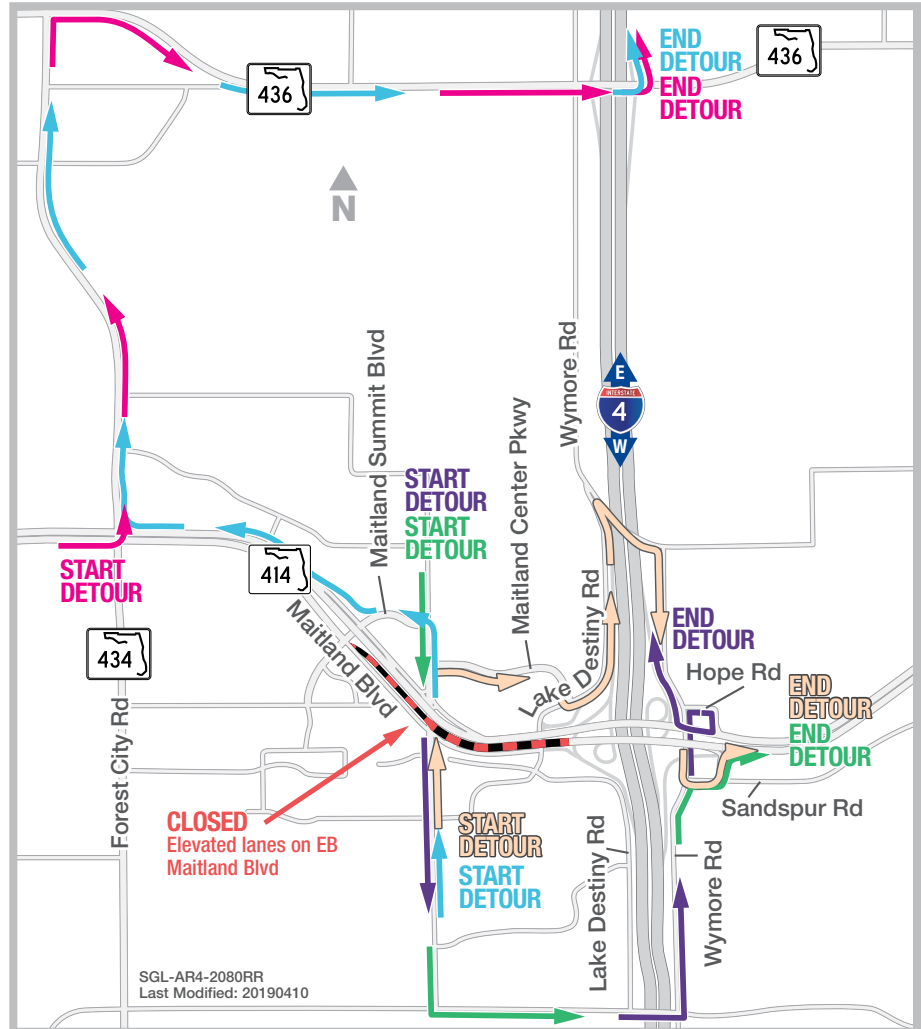 END
DETOUR
END
DETOUR
436
436
N
Wymore Rd
E
INTERSTATE
4
W
Maitland Summit Blvd
Maitland Center Pkwy
START
DETOUR
START
DETOUR
START
DETOUR
414
Maitland Blvd
434
Forest City Rd
Lake Destiny Rd
END
DETOUR
Hope Rd
END
DETOUR
END
DETOUR
Sandspur Rd
CLOSED
Elevated lanes on EB
Maitland Blvd
START
DETOUR
START
DETOUR
Lake Destiny Rd
Wymore Rd
SGL-AR4-2080RR
Last Modified: 20190410